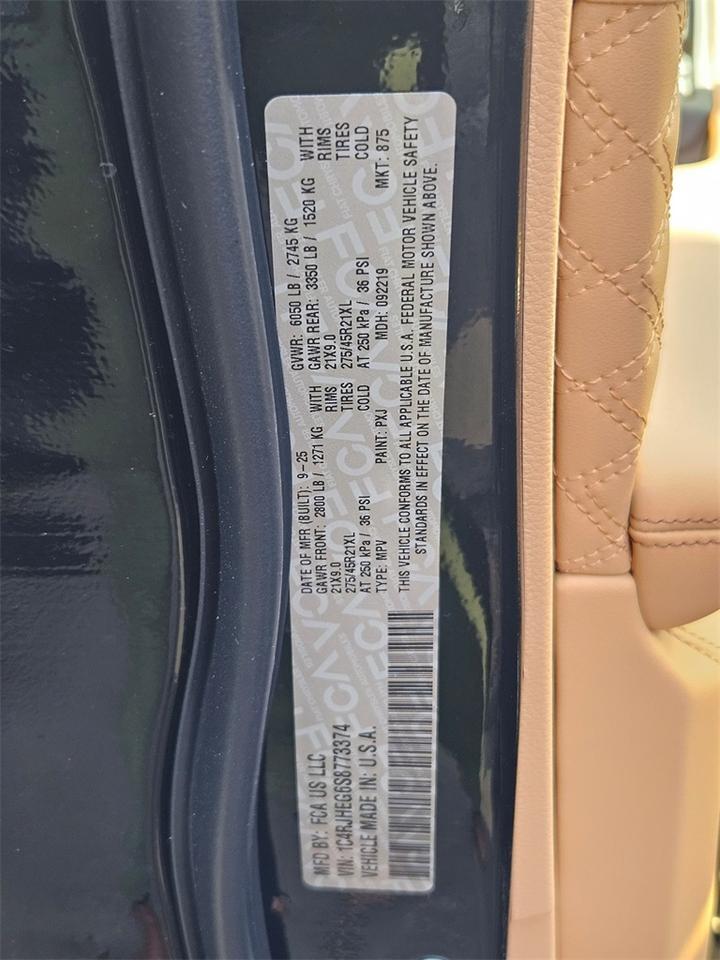 MFD BY: FCA US LLC
VIN: 1C4RJHEG6S8773374
VEHICLE MADE IN: U.S.A.
DATE OF MFR (BUILT): 9-25 GVWR: 6050 LB / 2745 KG
GAWR FRONT: 2800 LB / 1271 KG WITH GAWR REAR: 3350 LB / 1520 KG WITH
21X9.0 RIMS 21X9.0 RIMS
275/45R21XL TIRES 275/45R21XL TIRES
AT 250 kPa / 36 PSI COLD AT 250 kPa / 36 PSI COLD
TYPE: MPV PAINT: PXJ MDH: 092219 MKT: 875
THIS VEHICLE CONFORMS TO ALL APPLICABLE U.S.A. FEDERAL MOTOR VEHICLE SAFETY
STANDARDS IN EFFECT ON THE DATE OF MANUFACTURE SHOWN ABOVE.